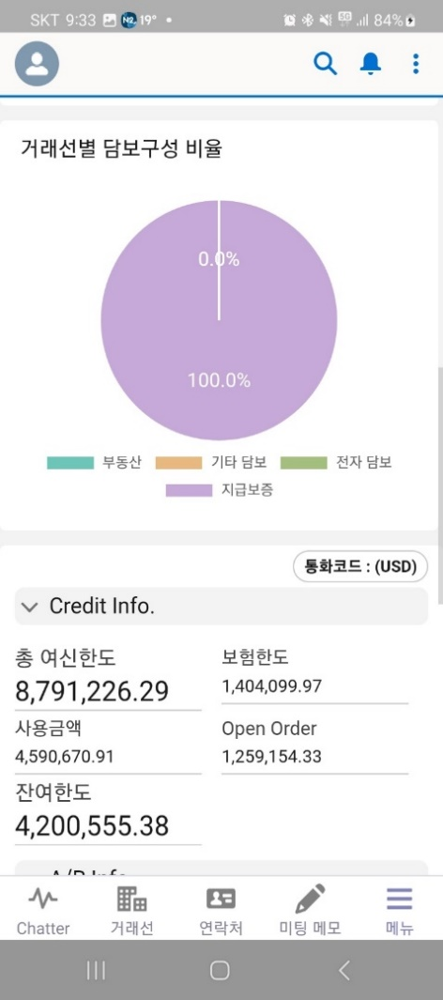 SKT 9:33 N2 19° •
5G 84%
거래선별 담보구성 비율
0.0%
100.0%
부동산 기타 담보 전자 담보
지급보증
통화코드 : (USD)
Credit Info.
총 여신한도 보험한도
8,791,226.29 1,404,099.97
사용금액 Open Order
4,590,670.91 1,259,154.33
잔여한도
4,200,555.38
A/R Info
Chatter 거래선 연락처 미팅 메모 메뉴